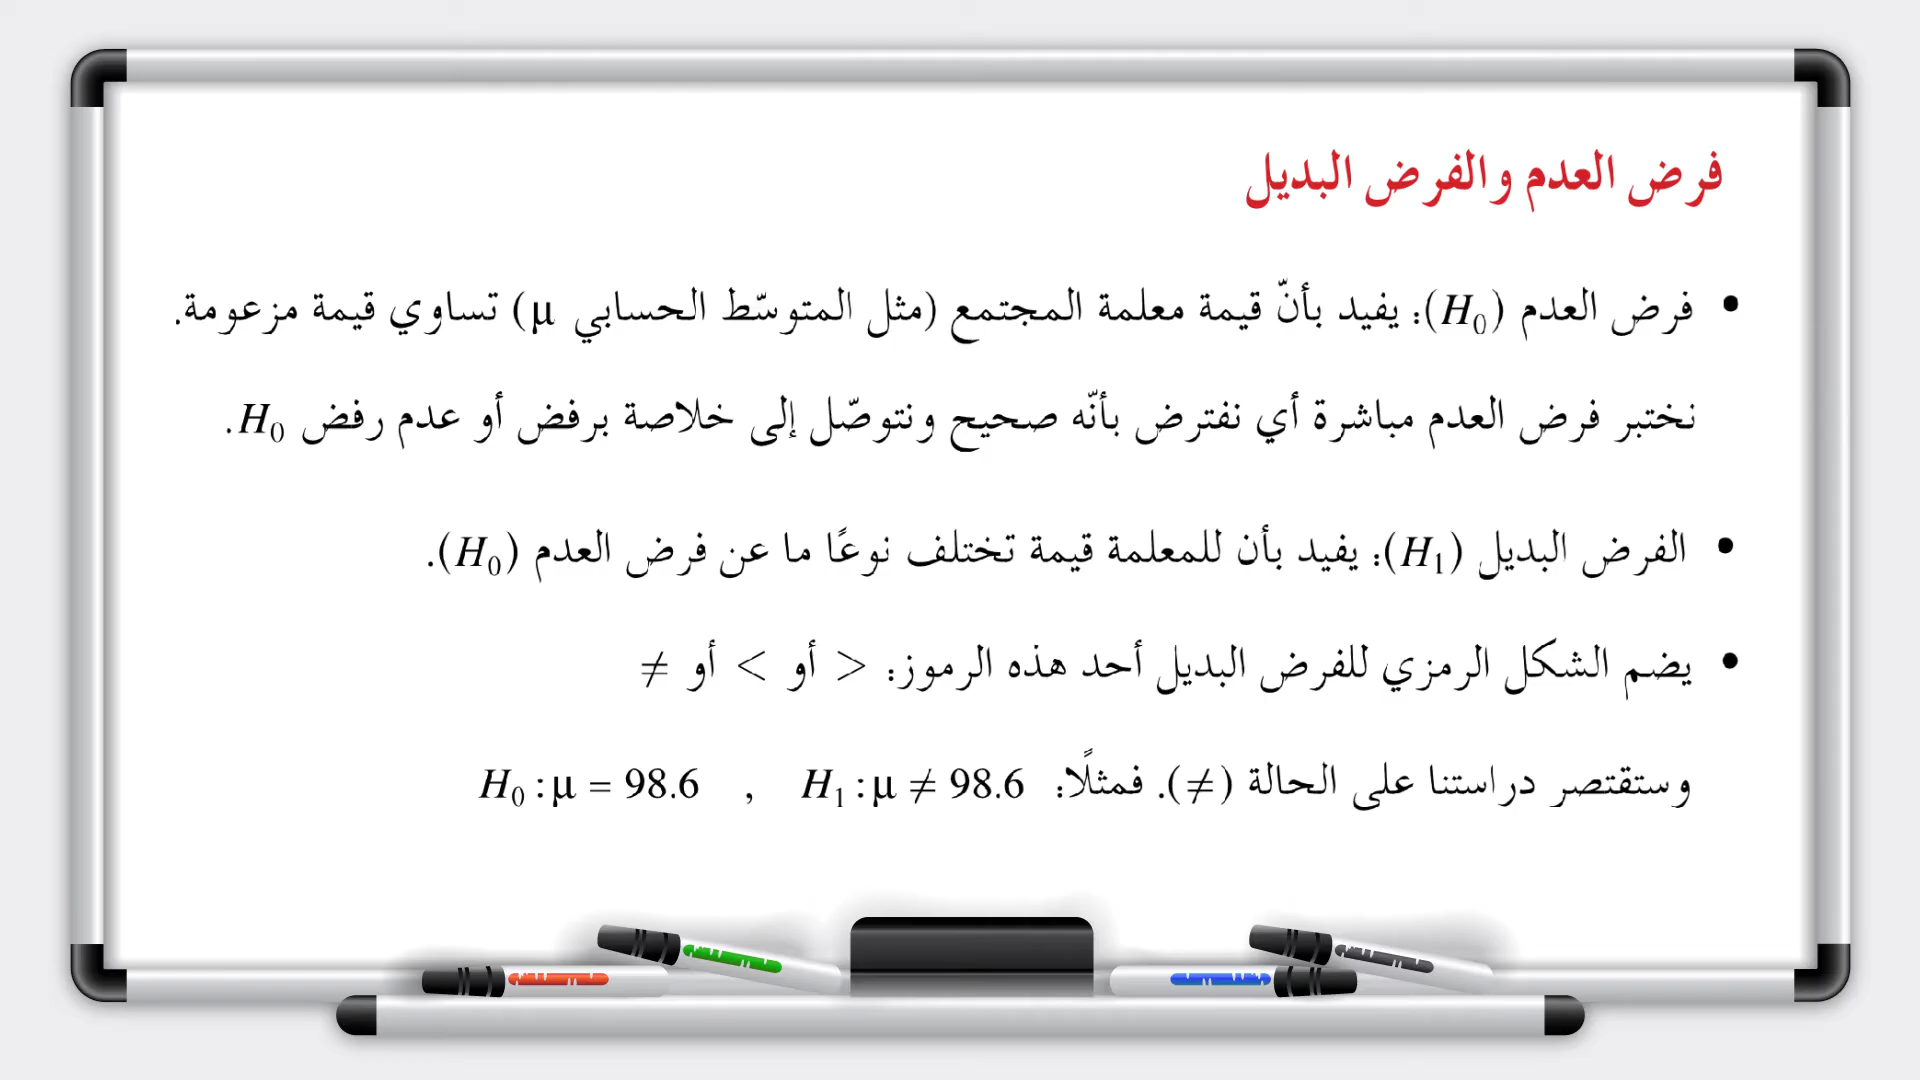 فرض العدم والفرض البديل
• فرض العدم (H₀): يفيد بأنّ قيمة معلمة المجتمع (مثل المتوسّط الحسابي μ) تساوي قيمة مزعومة.
نختبر فرض العدم مباشرة أي نفترض بأنّه صحيح ونتوصّل إلى خلاصة برفض أو عدم رفض H₀.
• الفرض البديل (H₁): يفيد بأن للمعلمة قيمة تختلف نوعًا ما عن فرض العدم (H₀).
• يضم الشكل الرمزي للفرض البديل أحد هذه الرموز: > أو < أو ≠
وستقتصر دراستنا على الحالة (≠). فمثلًا: H₀ : μ = 98.6 , H₁ : μ ≠ 98.6